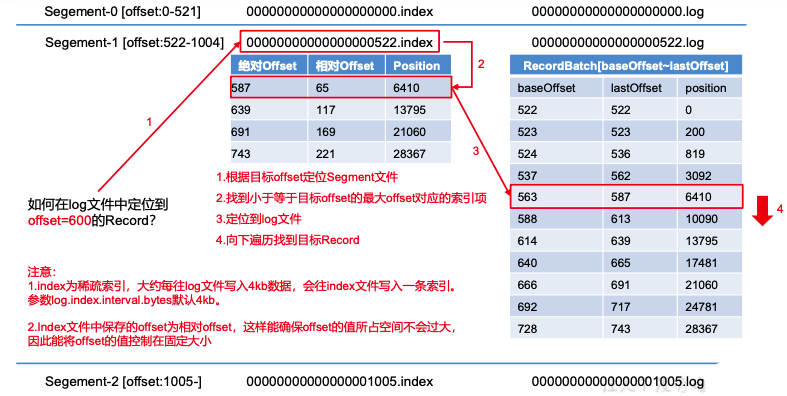 Segement-0 [offset:0-521] 00000000000000000000.index 00000000000000000000.log
Segement-1 [offset:522-1004] 00000000000000000522.index 00000000000000000522.log
绝对Offset 相对Offset Position
587 65 6410
639 117 13795
691 169 21060
743 221 28367
2
1
3
4
RecordBatch[baseOffset~lastOffset]
baseOffset lastOffset position
522 522 0
523 523 200
524 536 819
537 562 3092
563 587 6410
588 613 10090
614 639 13795
640 665 17481
666 691 21060
692 717 24781
728 743 28367
如何在log文件中定位到
offset=600的Record?
1.根据目标offset定位Segment文件
2.找到小于等于目标offset的最大offset对应的索引项
3.定位到log文件
4.向下遍历找到目标Record
注意:
1.index为稀疏索引，大约每往log文件写入4kb数据，会往index文件写入一条索引。
参数log.index.interval.bytes默认4kb。
2.Index文件中保存的offset为相对offset，这样能确保offset的值所占空间不会过大，
因此能将offset的值控制在固定大小
Segement-2 [offset:1005-] 00000000000000001005.index 00000000000000001005.log